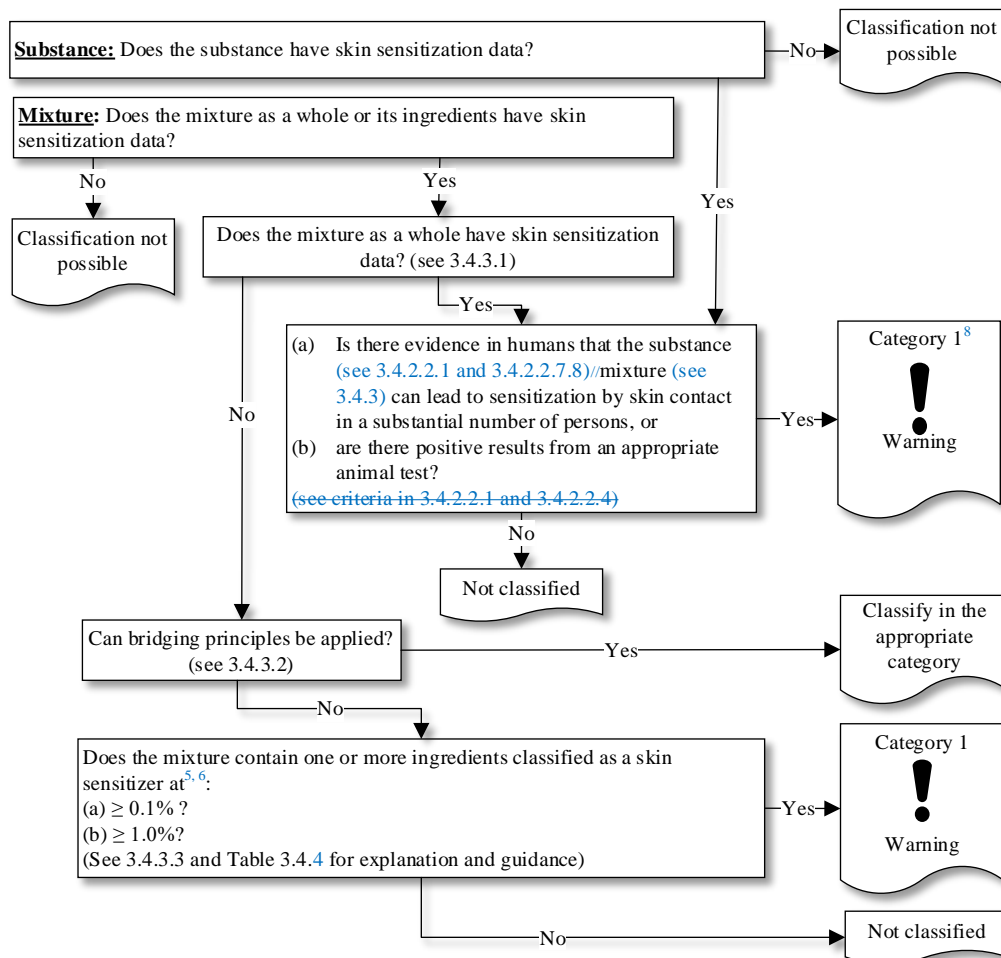 Substance: Does the substance have skin sensitization data?
No
Classification not
possible
Mixture: Does the mixture as a whole or its ingredients have skin
sensitization data?
No
Yes
Yes
Classification not
possible
Does the mixture as a whole have skin sensitization
data? (see 3.4.3.1)
Yes
No
(a) Is there evidence in humans that the substance
(see 3.4.2.2.1 and 3.4.2.2.7.8)//mixture (see
3.4.3) can lead to sensitization by skin contact
in a substantial number of persons, or
(b) are there positive results from an appropriate
animal test?
(see criteria in 3.4.2.2.1 and 3.4.2.2.4)
Yes
Category 1⁸
!
Warning
No
Not classified
Can bridging principles be applied?
(see 3.4.3.2)
Yes
Classify in the
appropriate
category
No
Does the mixture contain one or more ingredients classified as a skin
sensitizer at⁵, ⁶:
(a) ≥ 0.1% ?
(b) ≥ 1.0%?
(See 3.4.3.3 and Table 3.4.4 for explanation and guidance)
Yes
Category 1
!
Warning
No
Not classified